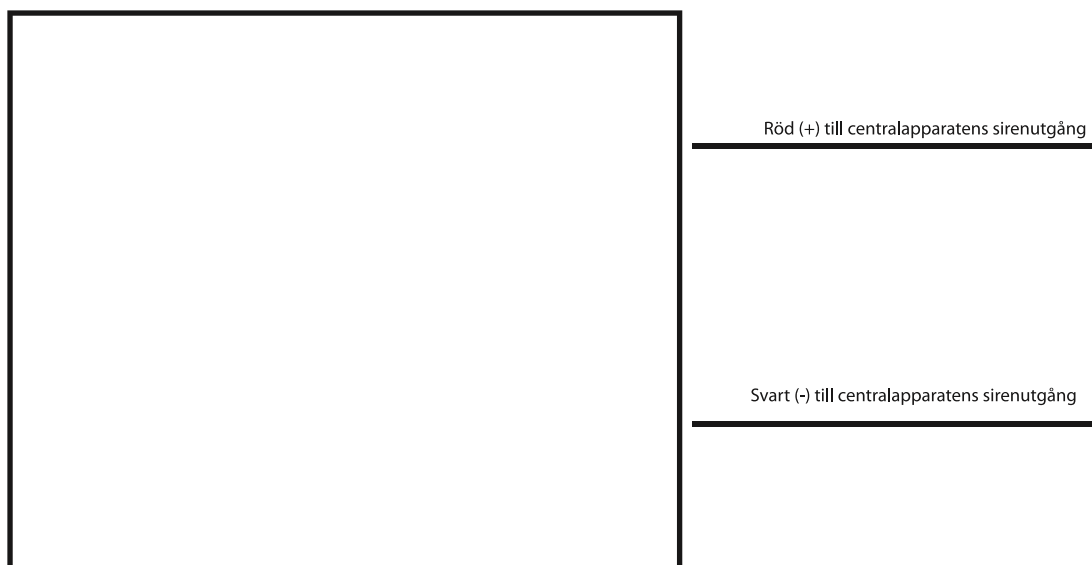 Röd (+) till centralapparatens sirenutgång
Svart (-) till centralapparatens sirenutgång